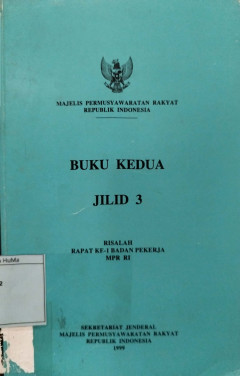 MAJELIS PERMUSYAWARATAN RAKYAT
REPUBLIK INDONESIA
BUKU KEDUA
JILID 3
RISALAH
RAPAT KE-1 BADAN PEKERJA
MPR RI
HuMa
SEKRETARIAT JENDERAL
MAJELIS PERMUSYAWARATAN RAKYAT
REPUBLIK INDONESIA
1999